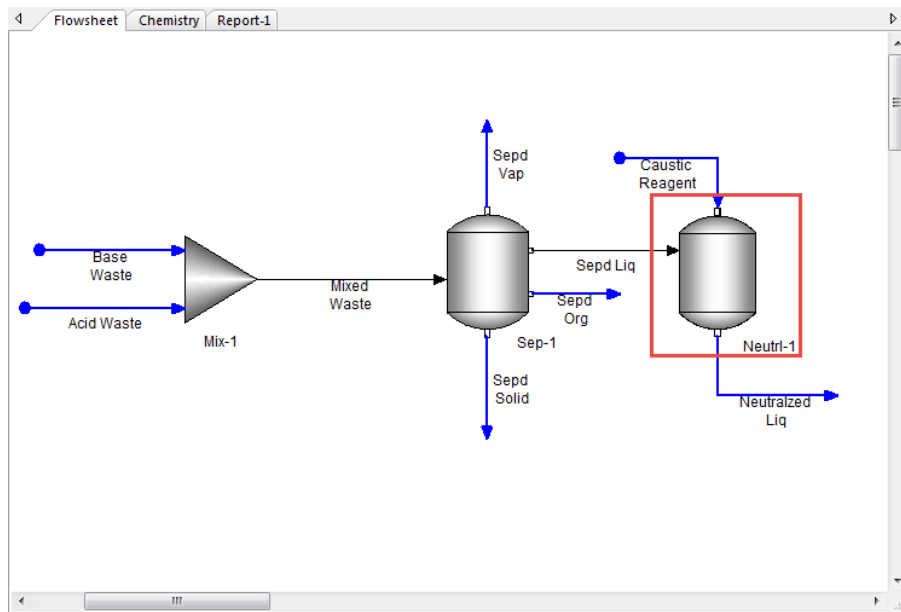 Flowsheet
Chemistry
Report-1
Sepd
Vap
Caustic
Reagent
Base
Waste
Mixed
Waste
Sepd Liq
Sepd
Org
Acid Waste
Mix-1
Sep-1
Neutrl-1
Sepd
Solid
Neutralzed
Liq